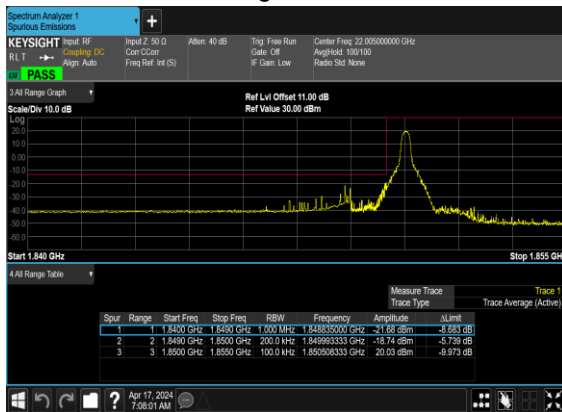 Spectrum Analyzer 1
Spurious Emissions
KEYSIGHT Input: RF Input Z: 50 Ω Atten: 40 dB Trig: Free Run Center Freq: 22.005000000 GHz
Coupling: DC Corr CCorr Gate: Off Avg|Hold: 100/100
RLT Align: Auto Freq Ref: Int (S) IF Gain: Low Radio Std: None
PASS
3 All Range Graph
Ref Lvl Offset 11.00 dB
Scale/Div 10.0 dB Ref Value 30.00 dBm
Log
20.0
10.0
0.00
-10.0
-20.0
-30.0
-40.0
-50.0
-60.0
Start 1.840 GHz Stop 1.855 GH
4 All Range Table
Measure Trace Trace 1
Trace Type Trace Average (Active)
Spur Range Start Freq Stop Freq RBW Frequency Amplitude ΔLimit
1 1 1.8400 GHz 1.8490 GHz 1.000 MHz 1.848835000 GHz -21.68 dBm -8.683 dB
2 2 1.8490 GHz 1.8500 GHz 200.0 kHz 1.849993333 GHz -18.74 dBm -5.739 dB
3 3 1.8500 GHz 1.8550 GHz 100.0 kHz 1.850508333 GHz 20.03 dBm -9.973 dB
Apr 17, 2024
7:08:01 AM